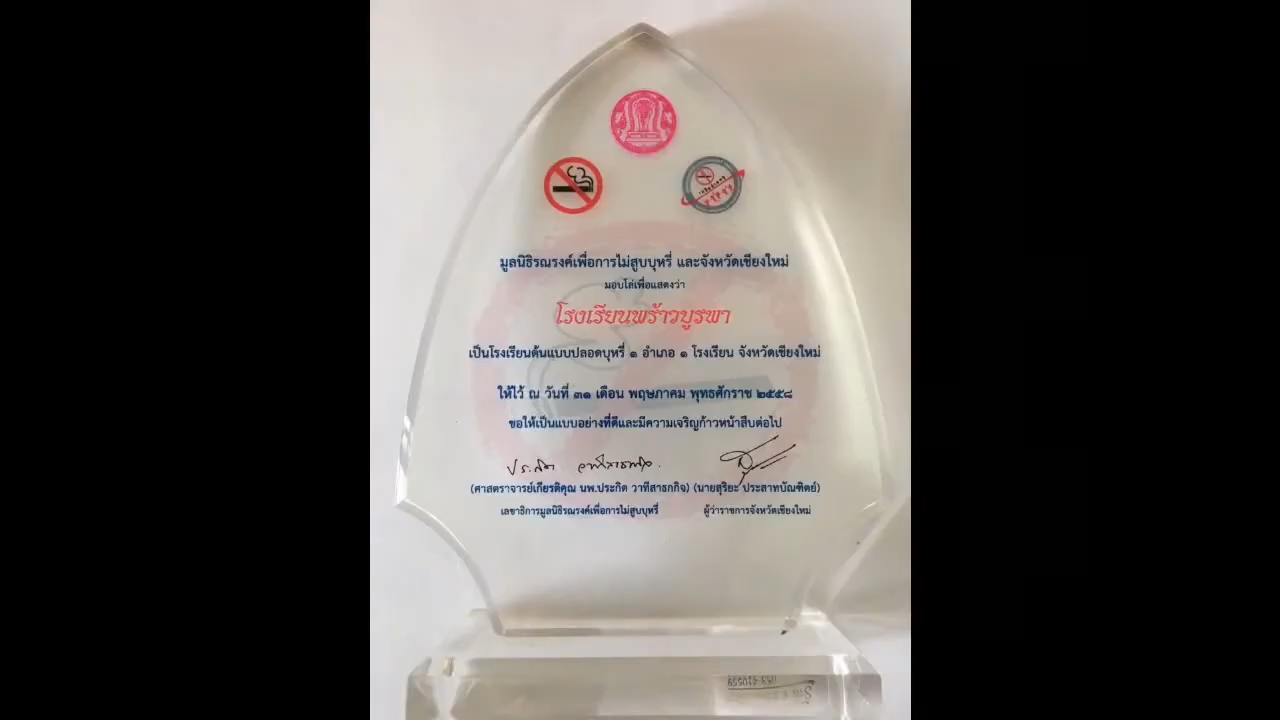 มูลนิธิรณรงค์เพื่อการไม่สูบบุหรี่ และจังหวัดเชียงใหม่
มอบโล่เพื่อแสดงว่า
โรงเรียนพร้าวบูรพา
เป็นโรงเรียนต้นแบบปลอดบุหรี่ ๑ อำเภอ ๑ โรงเรียน จังหวัดเชียงใหม่
ให้ไว้ ณ วันที่ ๓๑ เดือน พฤษภาคม พุทธศักราช ๒๕๕๘
ขอให้เป็นแบบอย่างที่ดีและมีความเจริญก้าวหน้าสืบต่อไป
(ศาสตราจารย์เกียรติคุณ นพ.ประกิต วาทีสาธกกิจ) (นายสุริยะ ประสาทบัณฑิตย์)
เลขาธิการมูลนิธิรณรงค์เพื่อการไม่สูบบุหรี่ ผู้ว่าราชการจังหวัดเชียงใหม่